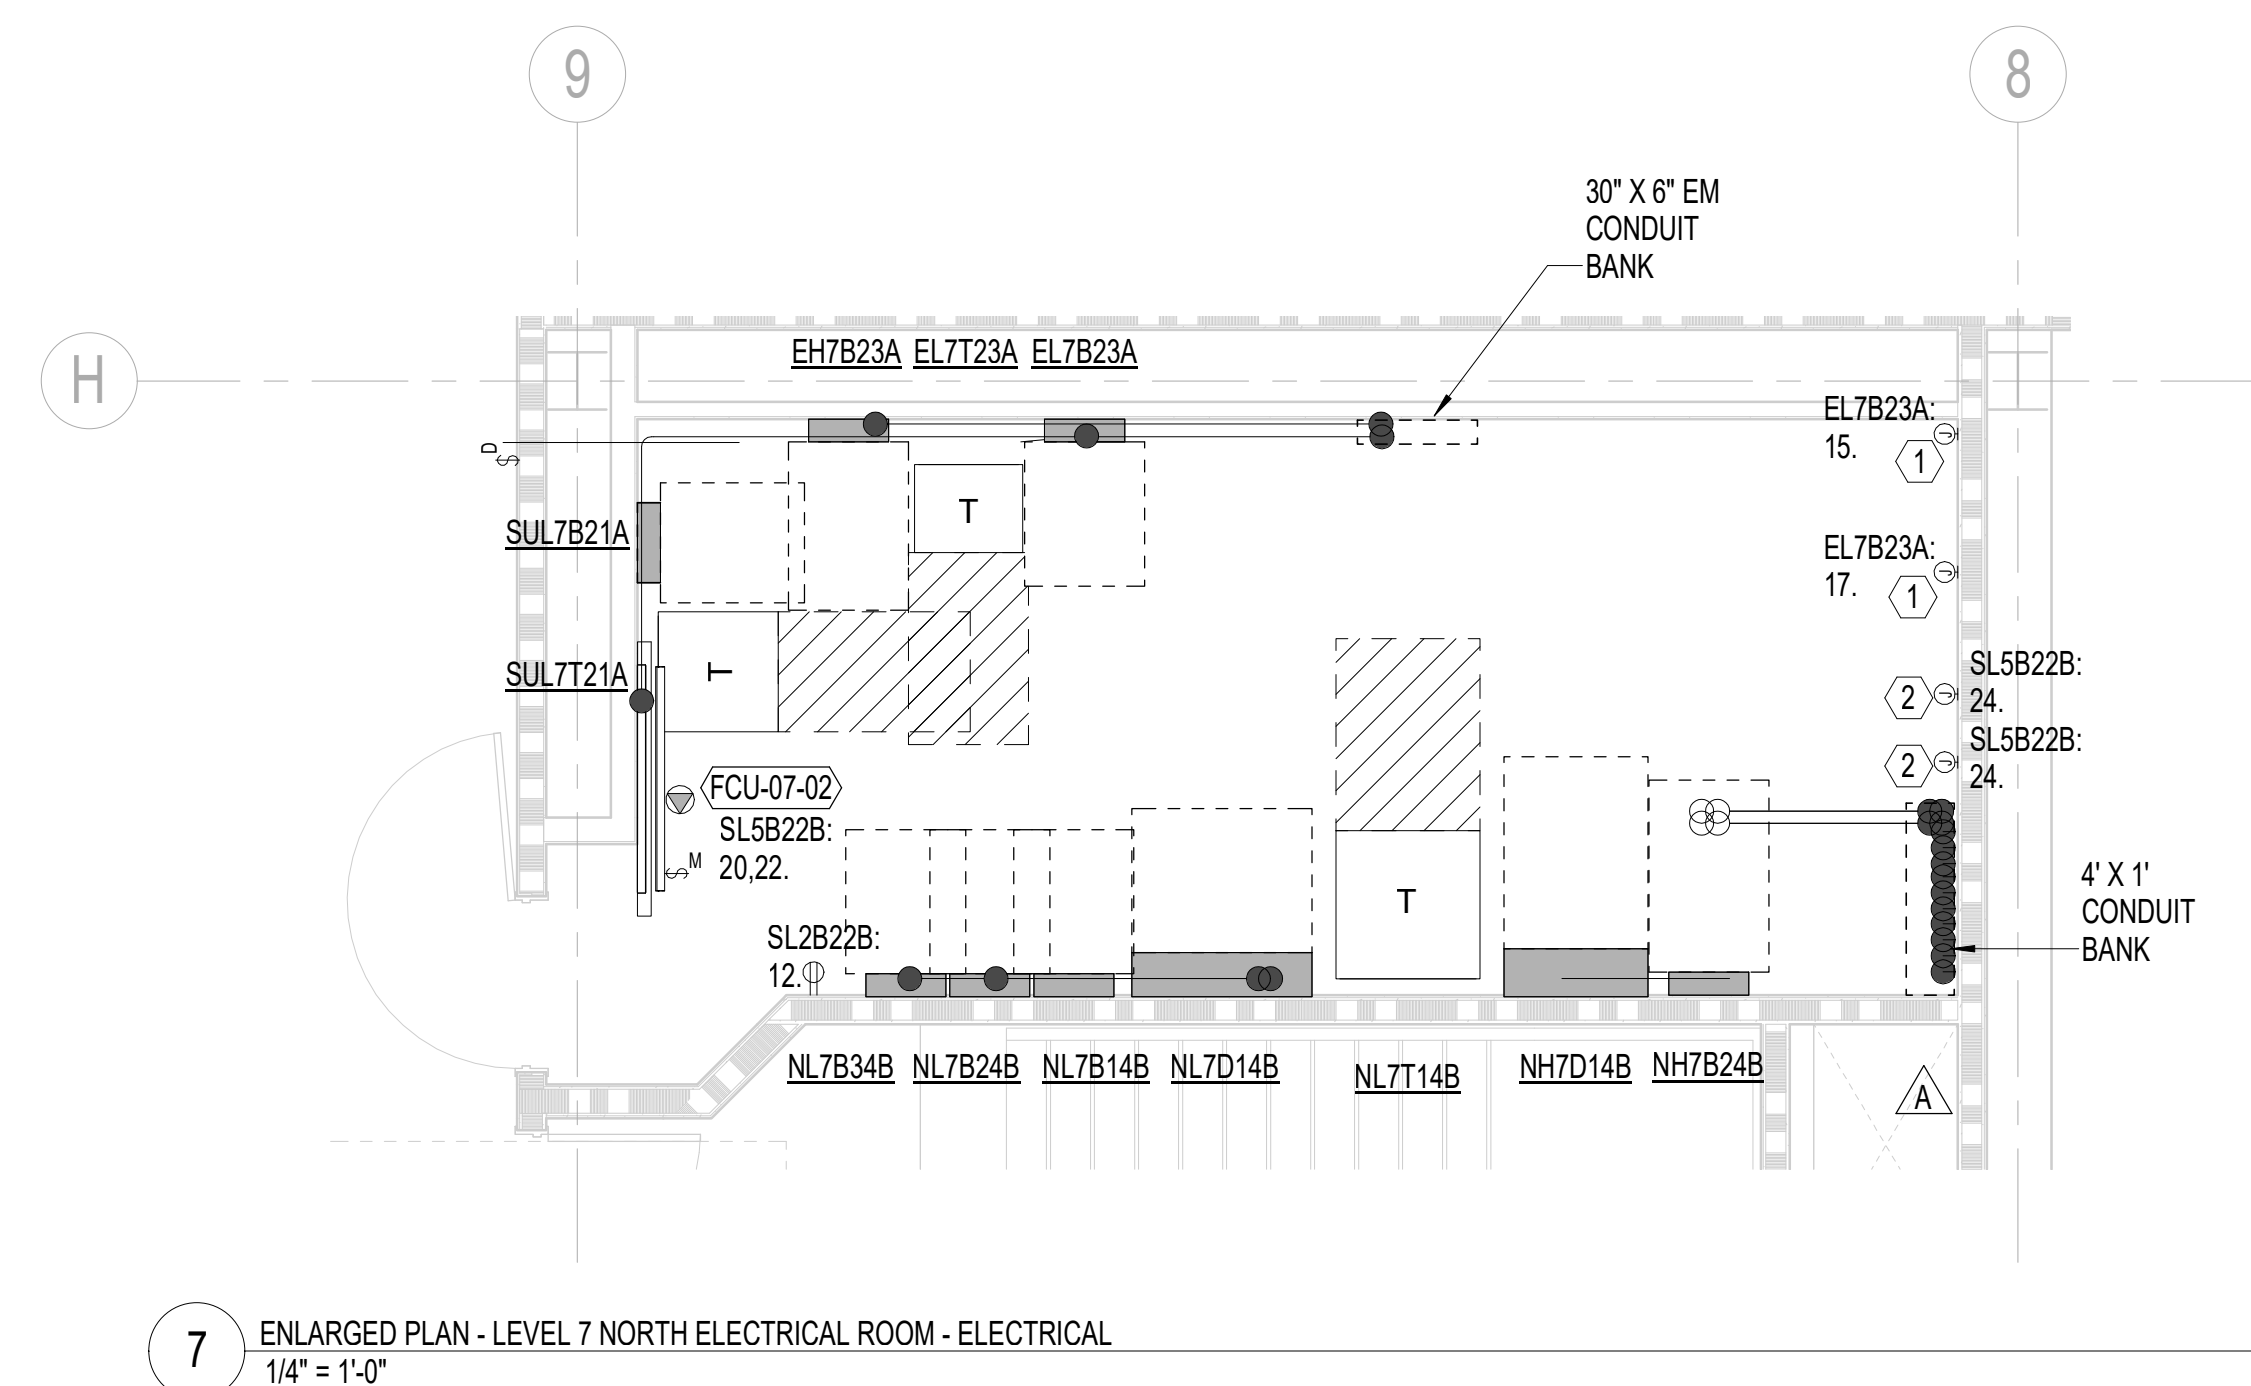 9
8
30" X 6" EM
CONDUIT
BANK
H
EH7B23A EL7T23A EL7B23A
EL7B23A:
15.
1
D
$
J
T
SUL7B21A
EL7B23A:
17.
1
J
SUL7T21A
T
SL5B22B:
24.
2
J
SL5B22B:
24.
2
J
FCU-07-02
SL5B22B:
20,22.
$ M
T
4' X 1'
CONDUIT
BANK
SL2B22B:
12.
NL7B34B NL7B24B NL7B14B NL7D14B NL7T14B NH7D14B NH7B24B
A
7
ENLARGED PLAN - LEVEL 7 NORTH ELECTRICAL ROOM - ELECTRICAL
1/4" = 1'-0"